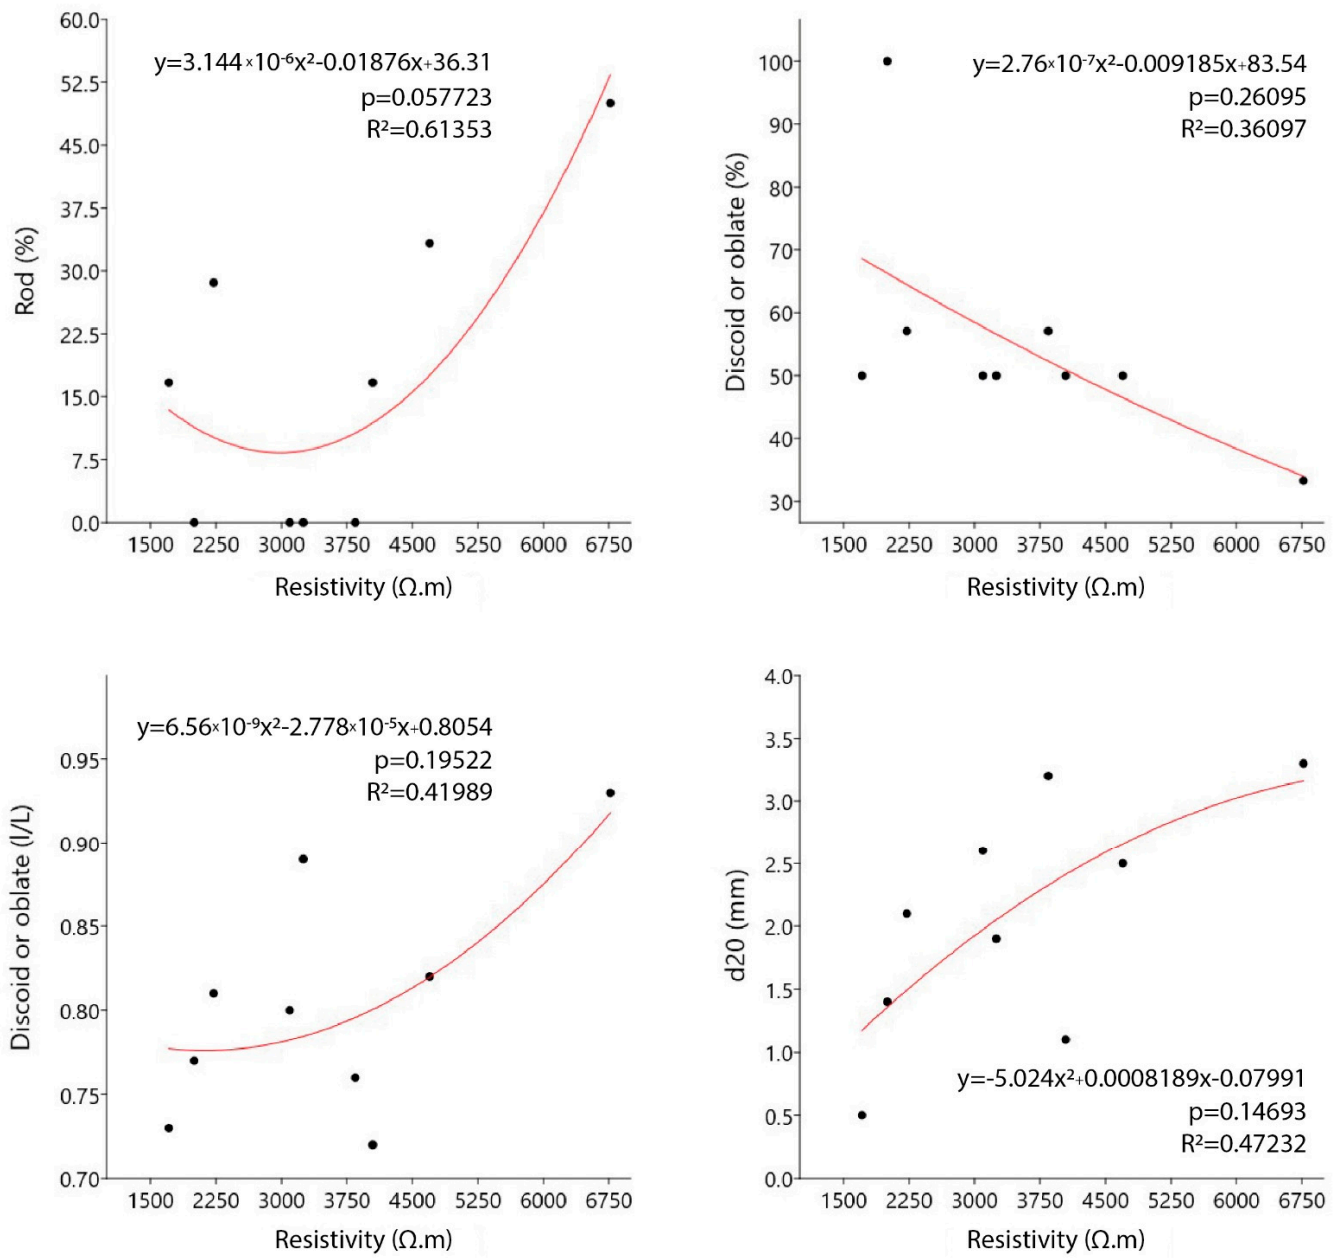 y=3.144×10⁻⁶x²-0.01876x+36.31
p=0.057723
R²=0.61353
Rod (%)
60.0
52.5
45.0
37.5
30.0
22.5
15.0
7.5
0.0
1500 2250 3000 3750 4500 5250 6000 6750
Resistivity (Ω.m)
y=2.76×10⁻⁷x²-0.009185x+83.54
p=0.26095
R²=0.36097
Discoid or oblate (%)
100
90
80
70
60
50
40
30
1500 2250 3000 3750 4500 5250 6000 6750
Resistivity (Ω.m)
y=6.56×10⁻⁹x²-2.778×10⁻⁵x+0.8054
p=0.19522
R²=0.41989
Discoid or oblate (l/L)
0.95
0.90
0.85
0.80
0.75
0.70
1500 2250 3000 3750 4500 5250 6000 6750
Resistivity (Ω.m)
d20 (mm)
4.0
3.5
3.0
2.5
2.0
1.5
1.0
0.5
0.0
y=-5.024x²+0.0008189x-0.07991
p=0.14693
R²=0.47232
1500 2250 3000 3750 4500 5250 6000 6750
Resistivity (Ω.m)